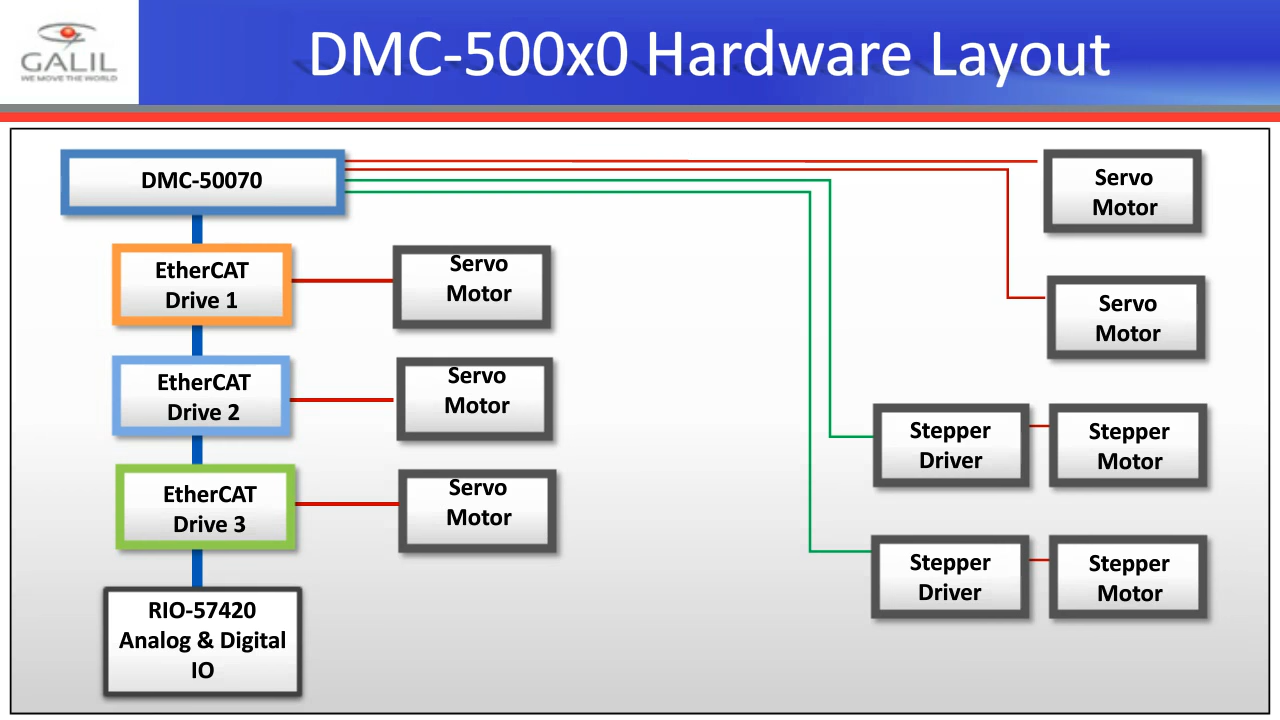 GALIL
WE MOVE THE WORLD
DMC-500x0 Hardware Layout
DMC-50070
EtherCAT
Drive 1
Servo
Motor
EtherCAT
Drive 2
Servo
Motor
EtherCAT
Drive 3
Servo
Motor
RIO-57420
Analog & Digital
IO
Servo
Motor
Servo
Motor
Stepper
Driver
Stepper
Motor
Stepper
Driver
Stepper
Motor